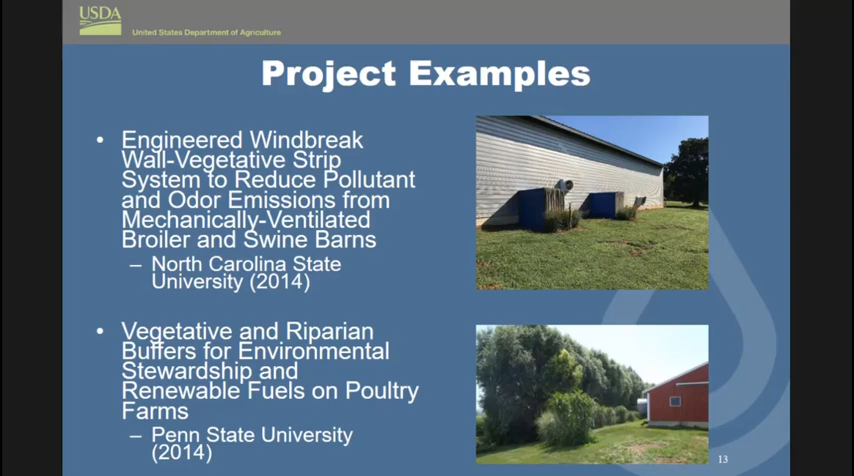 USDA
United States Department of Agriculture
Project Examples
• Engineered Windbreak
Wall-Vegetative Strip
System to Reduce Pollutant
and Odor Emissions from
Mechanically-Ventilated
Broiler and Swine Barns
– North Carolina State
University (2014)
• Vegetative and Riparian
Buffers for Environmental
Stewardship and
Renewable Fuels on Poultry
Farms
– Penn State University
(2014)
13